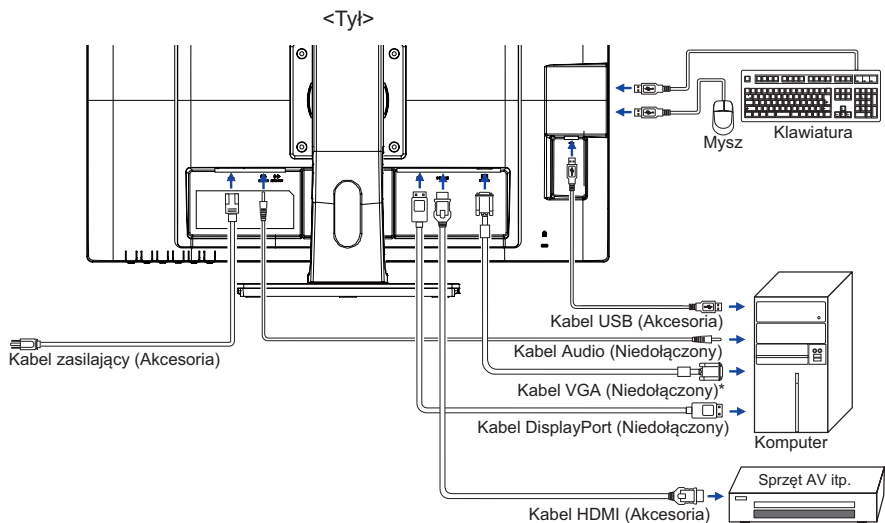 <Tył>
Mysz
Klawiatura
Kabel USB (Akcesoria)
Kabel zasilający (Akcesoria)
Kabel Audio (Niedołączony)
Kabel VGA (Niedołączony)*
Kabel DisplayPort (Niedołączony)
Komputer
Sprzęt AV itp.
Kabel HDMI (Akcesoria)